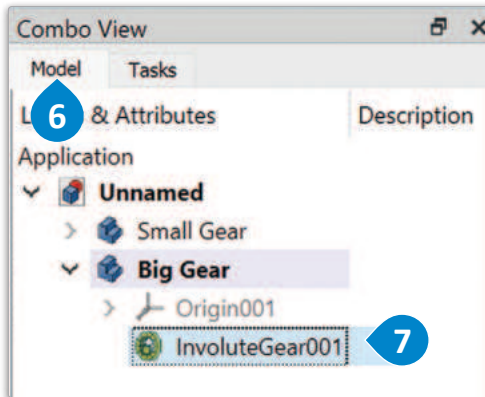 Combo View
Model Tasks
6
L & Attributes Description
Application
Unnamed
Small Gear
Big Gear
Origin001
InvoluteGear001 7